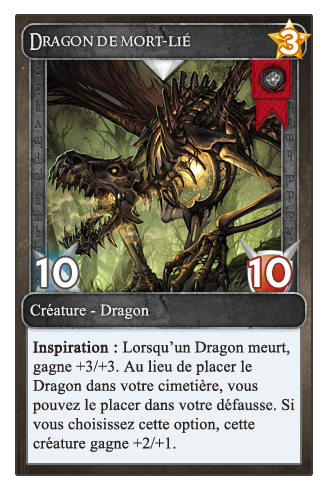 DRAGON DE MORT-LIÉ
3
10
10
Créature - Dragon
Inspiration : Lorsqu'un Dragon meurt,
gagne +3/+3. Au lieu de placer le
Dragon dans votre cimetière, vous
pouvez le placer dans votre défausse. Si
vous choisissez cette option, cette
créature gagne +2/+1.